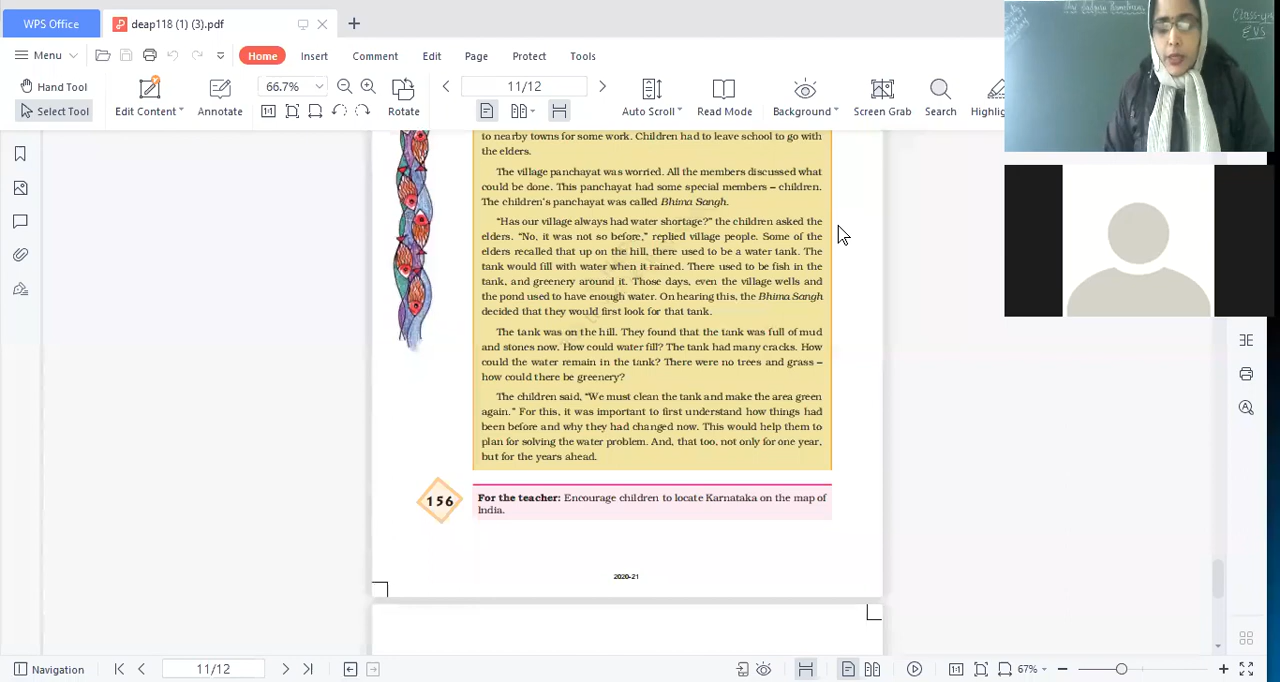 WPS Office
deap118 (1) (3).pdf
Menu
Home
Insert
Comment
Edit
Page
Protect
Tools
Hand Tool
Select Tool
Edit Content
Annotate
66.7%
Rotate
11/12
Auto Scroll
Read Mode
Background
Screen Grab
Search
Highlig
Class-
EVS
to nearby towns for some work. Children had to leave school to go with
the elders.
The village panchayat was worried. All the members discussed what
could be done. This panchayat had some special members – children.
The children's panchayat was called Bhima Sangh.
"Has our village always had water shortage?" the children asked the
elders. "No, it was not so before," replied village people. Some of the
elders recalled that up on the hill, there used to be a water tank. The
tank would fill with water when it rained. There used to be fish in the
tank, and greenery around it. Those days, even the village wells and
the pond used to have enough water. On hearing this, the Bhima Sangh
decided that they would first look for that tank.
The tank was on the hill. They found that the tank was full of mud
and stones now. How could water fill? The tank had many cracks. How
could the water remain in the tank? There were no trees and grass –
how could there be greenery?
The children said, "We must clean the tank and make the area green
again." For this, it was important to first understand how things had
been before and why they had changed now. This would help them to
plan for solving the water problem. And, that too, not only for one year,
but for the years ahead.
156
For the teacher: Encourage children to locate Karnataka on the map of
India.
2020-21
Navigation
11/12
67%